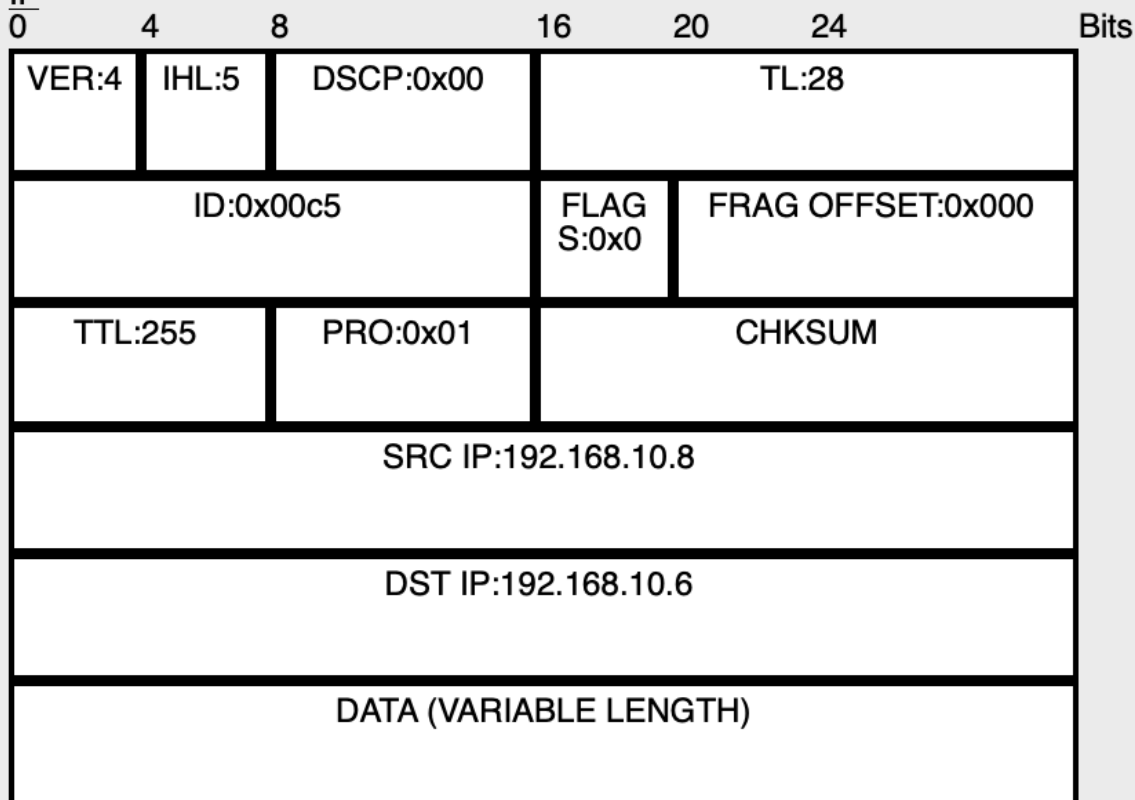 IP
0 4 8 16 20 24 Bits
VER:4 IHL:5 DSCP:0x00 TL:28
ID:0x00c5 FLAG
S:0x0 FRAG OFFSET:0x000
TTL:255 PRO:0x01 CHKSUM
SRC IP:192.168.10.8
DST IP:192.168.10.6
DATA (VARIABLE LENGTH)